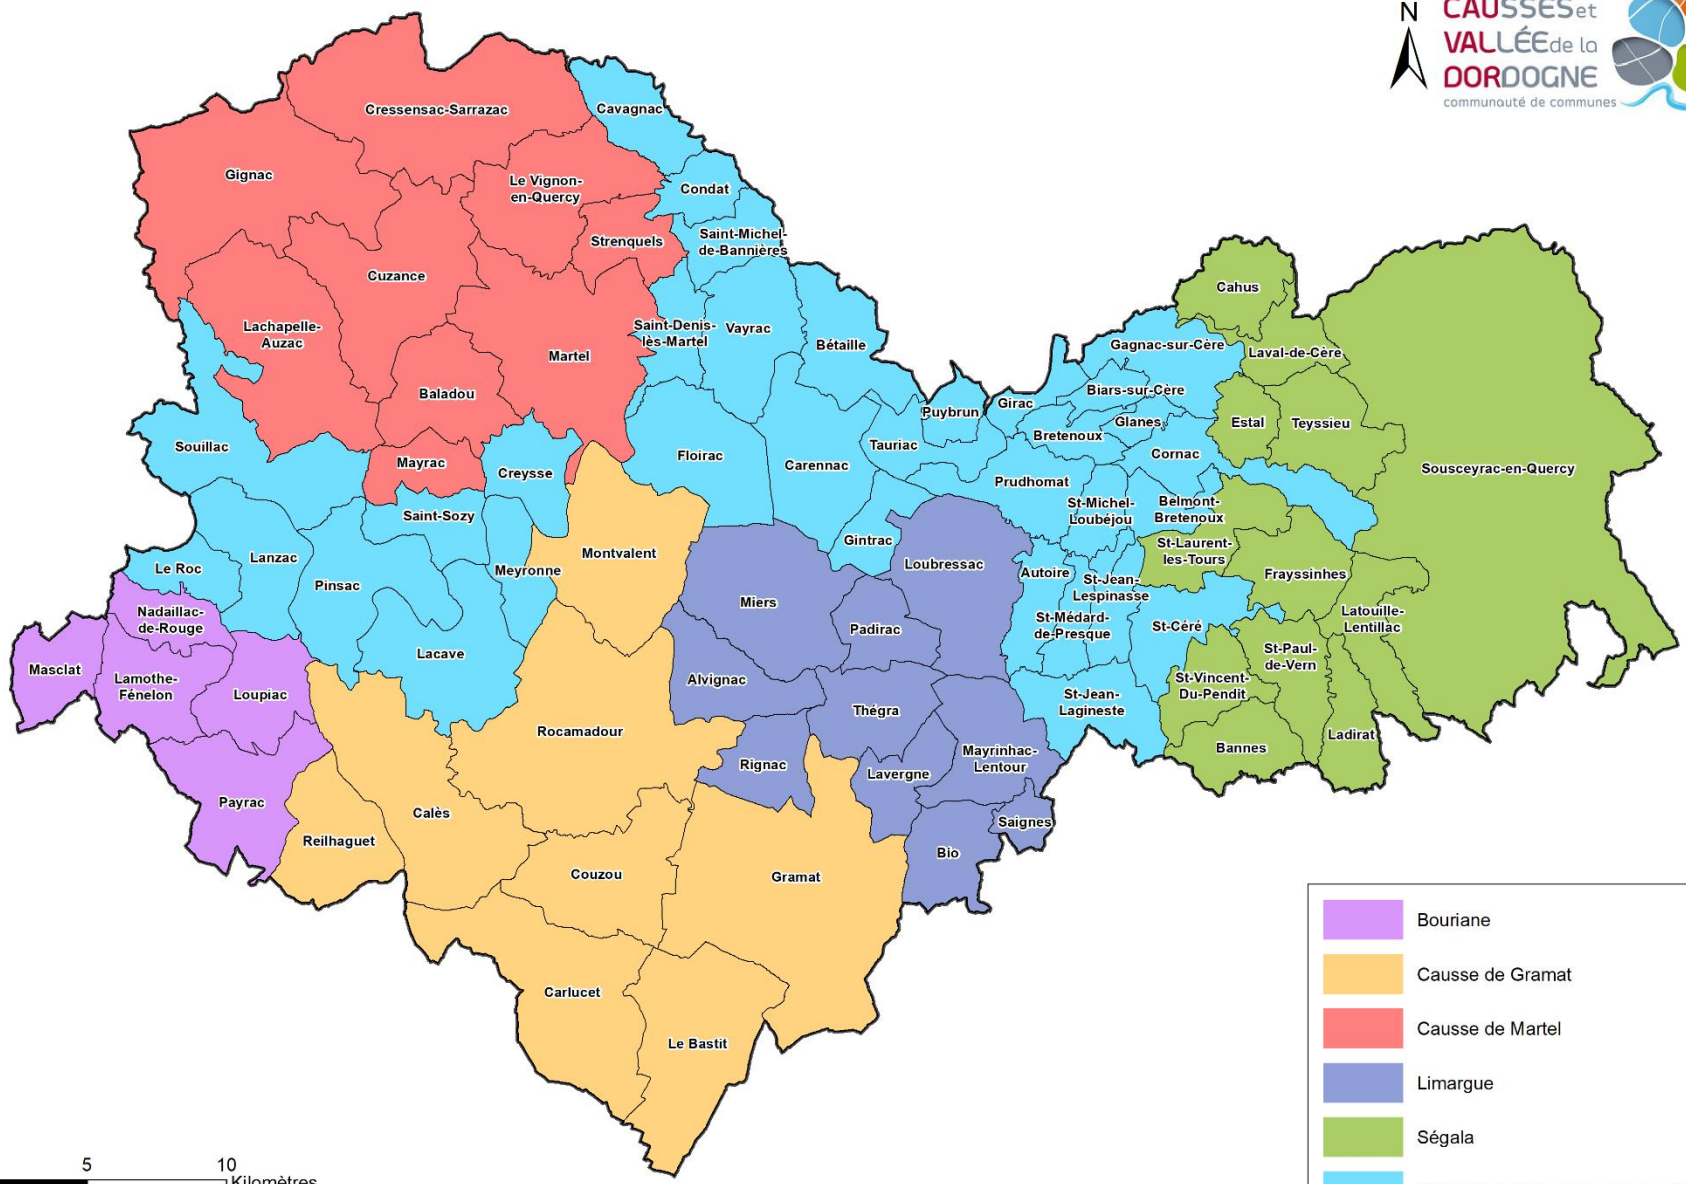 N
CAUSSES et
VALLÉE de la
DORDOGNE
communauté de communes
Cressensac-Sarrazac
Cavagnac
Gignac
Le Vignon-
en-Quercy
Condat
Strenquels
Saint-Michel-
de-Bannières
Cuzance
Cahus
Lachapelle-
Auzac
Saint-Denis-
lès-Martel
Vayrac
Bétaille
Martel
Gagnac-sur-Cère
Laval-de-Cère
Baladou
Biars-sur-Cère
Girac
Puybrun
Glanes
Estal
Teyssieu
Bretenoux
Tauriac
Souillac
Floirac
Carennac
Cornac
Mayrac
Creysse
Sousceyrac-en-Quercy
Prudhomat
St-Michel-
Loubéjou
Belmont-
Bretenoux
Saint-Sozy
Gintrac
St-Laurent-
les-Tours
Lanzac
Montvalent
Loubressac
Le Roc
Meyronne
Autoire
Frayssinhes
Pinsac
St-Jean-
Lespinasse
Miers
Nadaillac-
de-Rouge
Padirac
St-Médard-
de-Presque
St-Céré
Latouille-
Lentillac
Lacave
St-Paul-
de-Vern
Masclat
Lamothe-
Fénelon
Loupiac
Alvignac
St-Vincent-
Du-Pendit
St-Jean-
Lagineste
Thégra
Rocamadour
Ladirat
Bannes
Mayrinhac-
Lentour
Rignac
Lavergne
Payrac
Calès
Saignes
Reilhaguet
Bio
Couzou
Gramat
Carlucet
Le Bastit
Bouriane
Causse de Gramat
Causse de Martel
Limargue
Ségala
5 10
Kilomètres